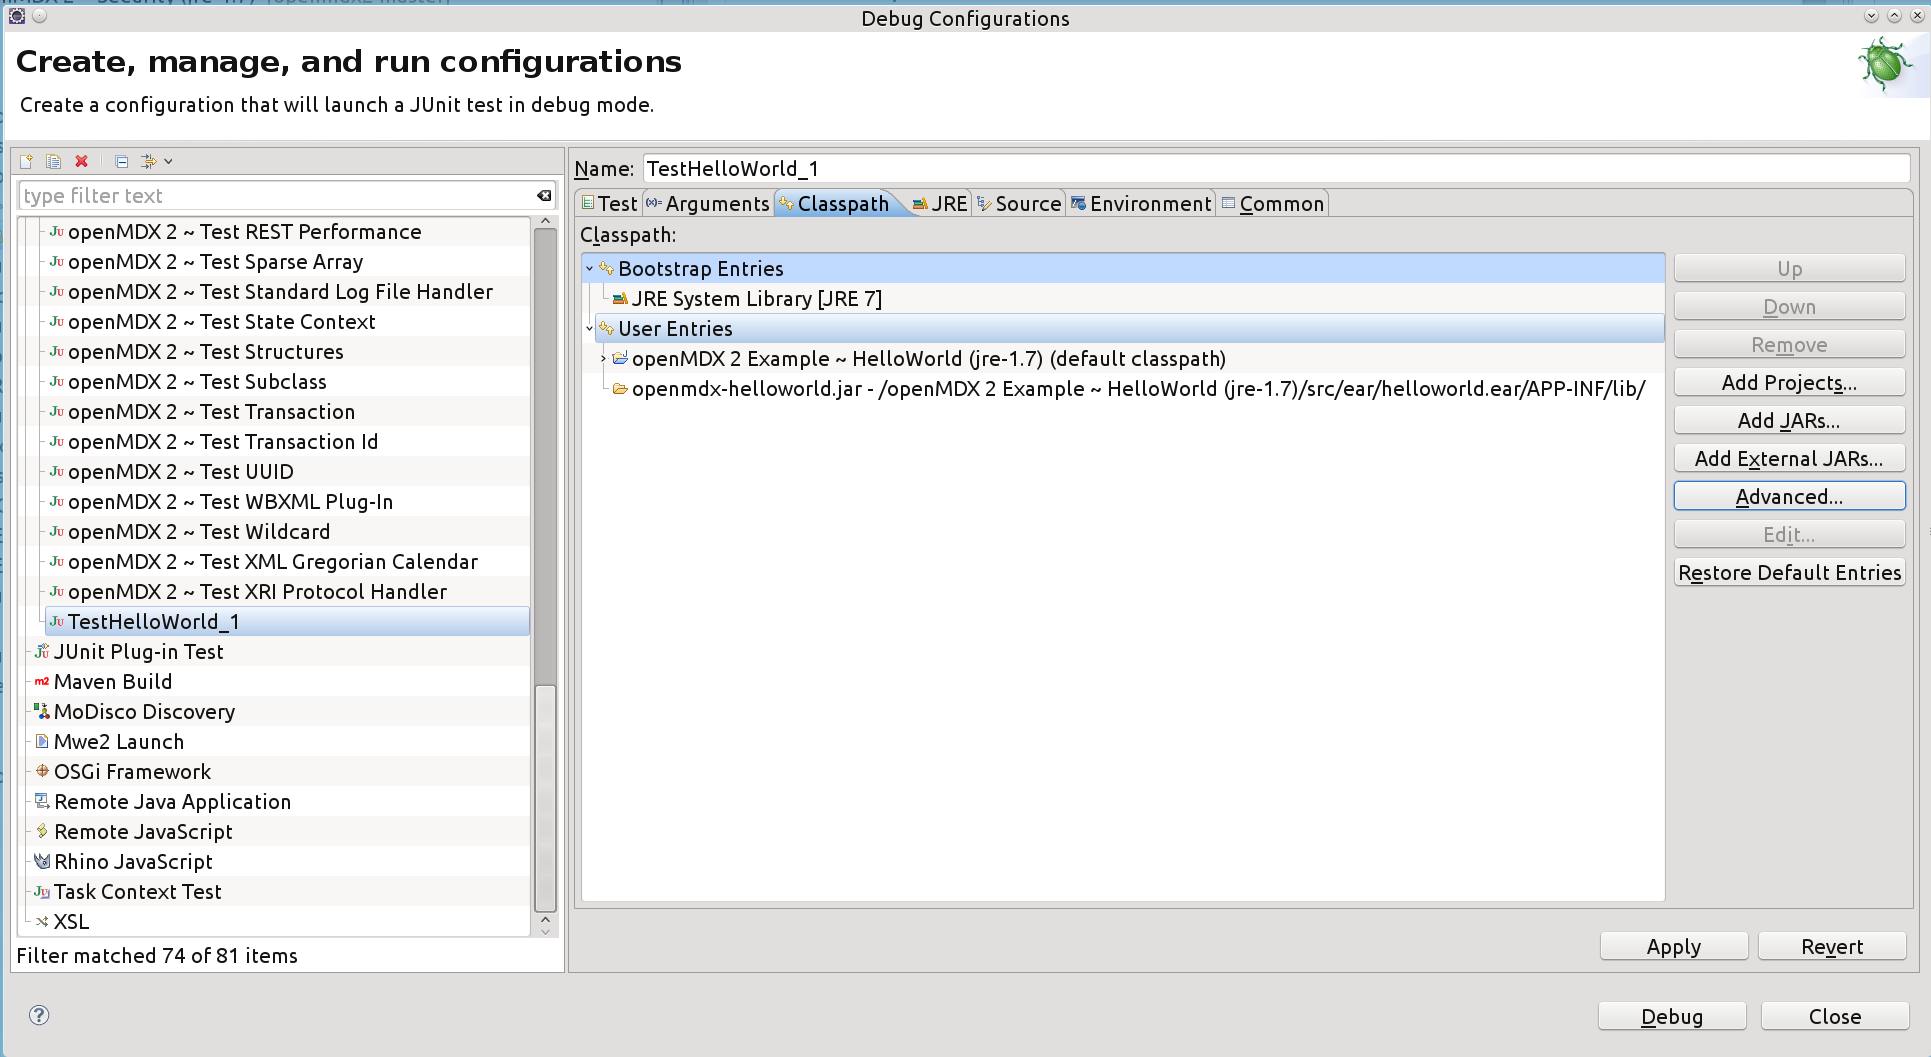 Debug Configurations
Create, manage, and run configurations
Create a configuration that will launch a JUnit test in debug mode.
type filter text
openMDX 2 ~ Test REST Performance
openMDX 2 ~ Test Sparse Array
openMDX 2 ~ Test Standard Log File Handler
openMDX 2 ~ Test State Context
openMDX 2 ~ Test Structures
openMDX 2 ~ Test Subclass
openMDX 2 ~ Test Transaction
openMDX 2 ~ Test Transaction Id
openMDX 2 ~ Test UUID
openMDX 2 ~ Test WBXML Plug-In
openMDX 2 ~ Test Wildcard
openMDX 2 ~ Test XML Gregorian Calendar
openMDX 2 ~ Test XRI Protocol Handler
TestHelloWorld_1
JUnit Plug-in Test
Maven Build
MoDisco Discovery
Mwe2 Launch
OSGi Framework
Remote Java Application
Remote JavaScript
Rhino JavaScript
Task Context Test
XSL
Filter matched 74 of 81 items
Name: TestHelloWorld_1
Test Arguments Classpath JRE Source Environment Common
Classpath:
Bootstrap Entries
JRE System Library [JRE 7]
User Entries
openMDX 2 Example ~ HelloWorld (jre-1.7) (default classpath)
openmdx-helloworld.jar - /openMDX 2 Example ~ HelloWorld (jre-1.7)/src/ear/helloworld.ear/APP-INF/lib/
Up
Down
Remove
Add Projects...
Add JARs...
Add External JARs...
Advanced...
Edit...
Restore Default Entries
Apply Revert
Debug Close